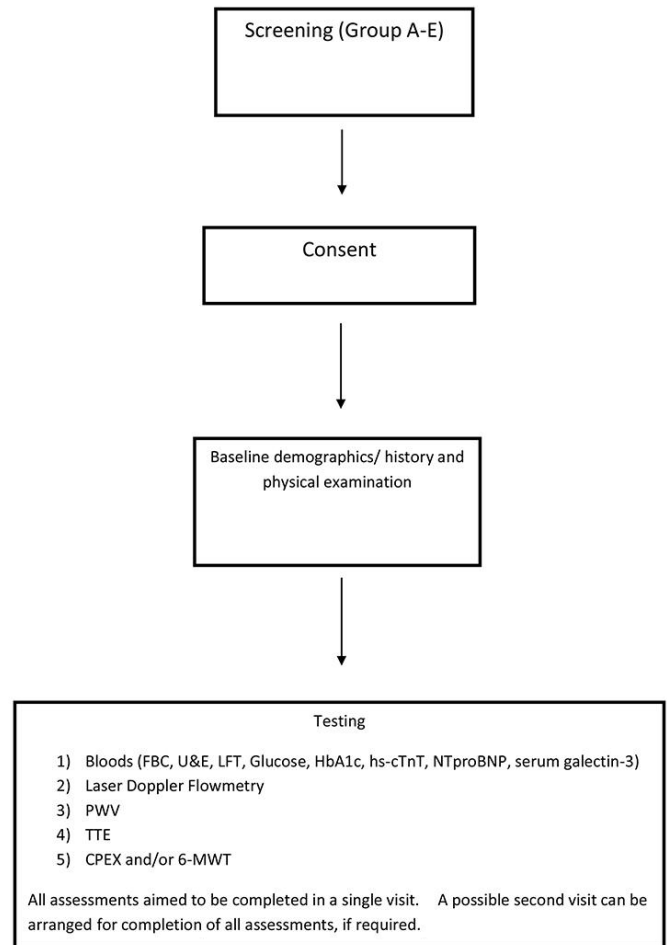 Screening (Group A-E)
Consent
Baseline demographics/ history and
physical examination
Testing
1) Bloods (FBC, U&E, LFT, Glucose, HbA1c, hs-cTnT, NTproBNP, serum galectin-3)
2) Laser Doppler Flowmetry
3) PWV
4) TTE
5) CPEX and/or 6-MWT
All assessments aimed to be completed in a single visit. A possible second visit can be
arranged for completion of all assessments, if required.